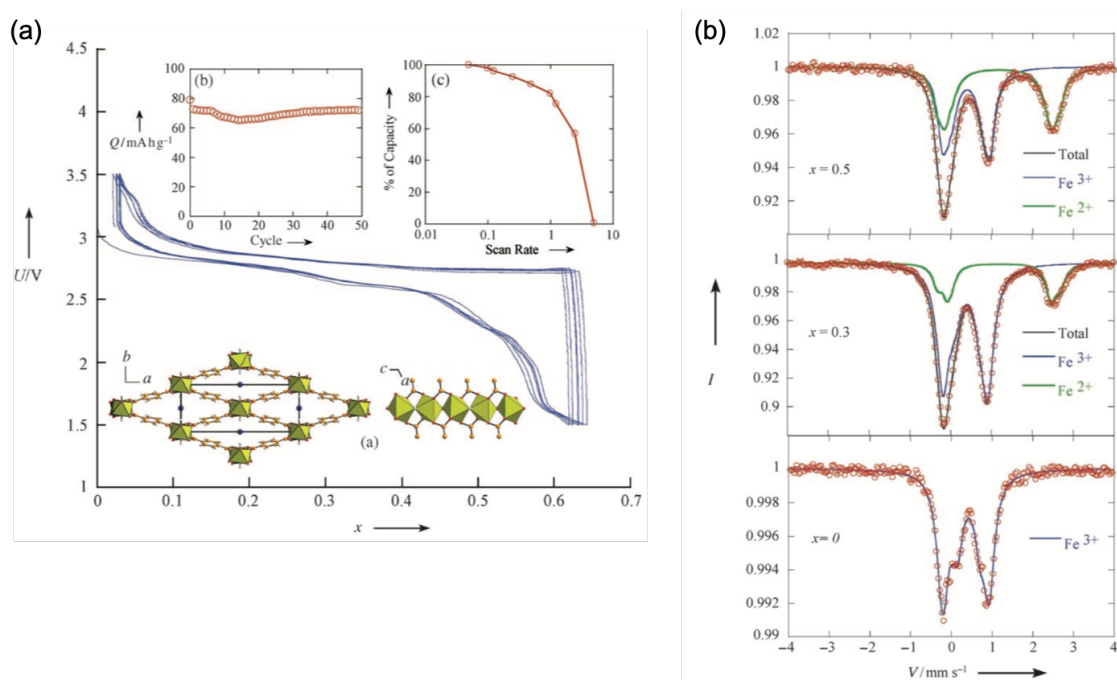 (a)
4.5
4
3.5
3
2.5
2
1.5
1
U/V
0
0.1
0.2
0.3
0.4
0.5
0.6
0.7
x
(b)
100
80
60
40
20
0
Q/mAh g⁻¹
0
10
20
30
40
50
Cycle
(c)
100
80
60
40
20
0
% of Capacity
0.01
0.1
1
10
Scan Rate
b
a
(a)
c
a
(b)
1.02
1
0.98
0.96
0.94
0.92
x = 0.5
Total
Fe 3+
Fe 2+
1
0.98
0.96
0.94
0.92
0.9
x = 0.3
Total
Fe 3+
Fe 2+
I
1
0.998
0.996
0.994
0.992
0.99
x= 0
Fe 3+
−4
−3
−2
−1
0
1
2
3
4
V/mm s⁻¹